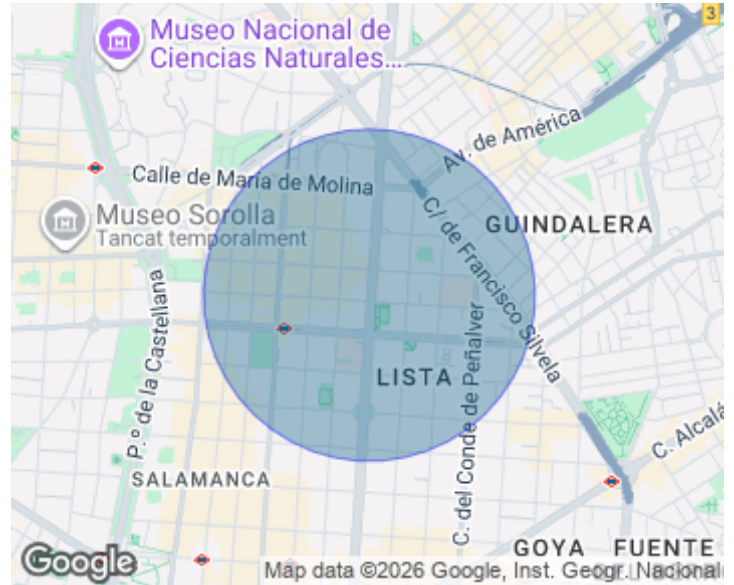 3
Museo Nacional de
Ciencias Naturales...
Av. de América
Calle de María de Molina
Museo Sorolla
Tancat temporalment
C/ de Francisco Silvela
GUINDALERA
P.º de la Castellana
C. del Conde de Peñalver
LISTA
SALAMANCA
C. Alcalá
GOYA
FUENTE
Google
Map data ©2026 Google, Inst. Geogr. Nacional